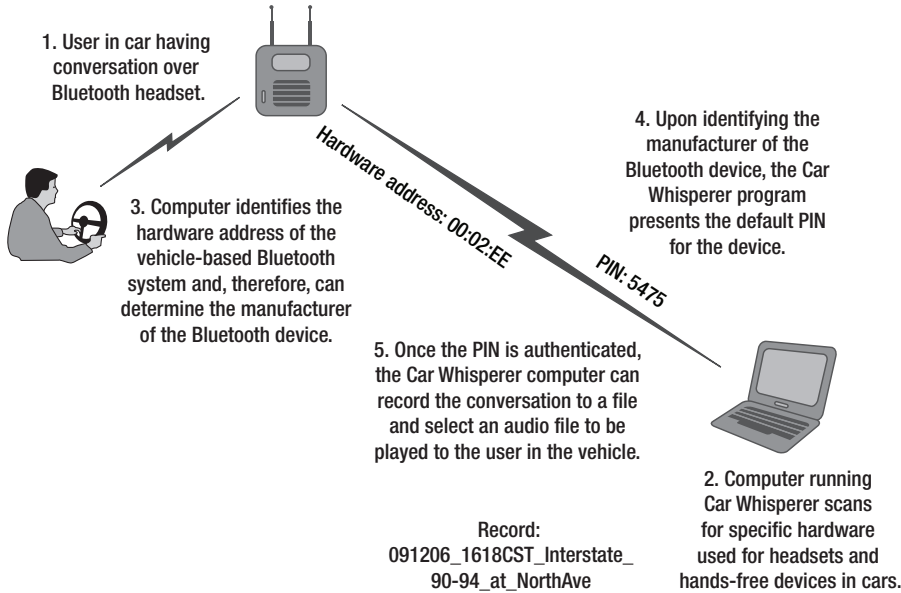 1. User in car having
conversation over
Bluetooth headset.
Hardware address: 00:02:EE
PIN: 5475
3. Computer identifies the
hardware address of the
vehicle-based Bluetooth
system and, therefore, can
determine the manufacturer
of the Bluetooth device.
4. Upon identifying the
manufacturer of the
Bluetooth device, the Car
Whisperer program
presents the default PIN
for the device.
5. Once the PIN is authenticated,
the Car Whisperer computer can
record the conversation to a file
and select an audio file to be
played to the user in the vehicle.
Record:
091206_1618CST_Interstate_
90-94_at_NorthAve
2. Computer running
Car Whisperer scans
for specific hardware
used for headsets and
hands-free devices in cars.